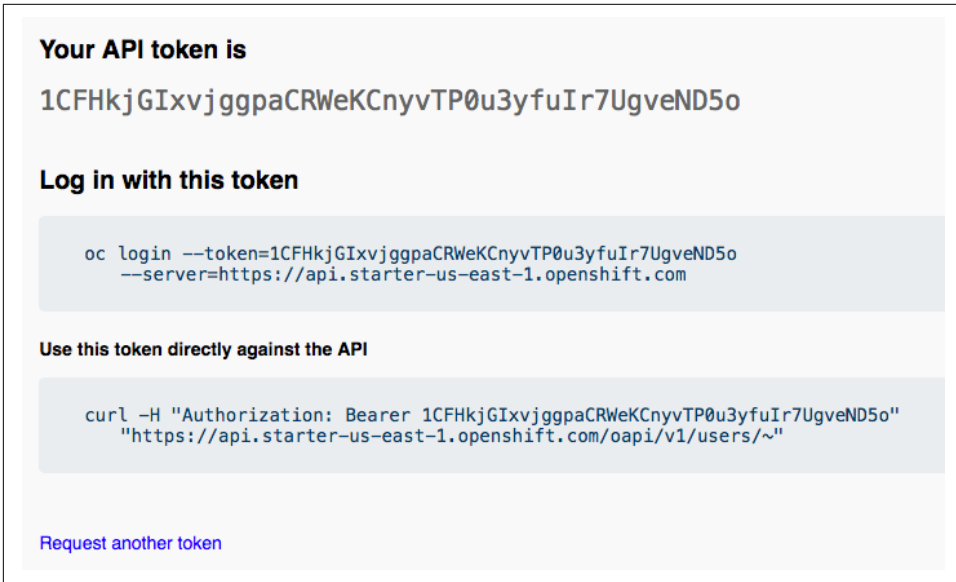 Your API token is
1CFHkjGIxvjggpaCRWeKCnyvTP0u3yfuIr7UgveND5o
Log in with this token
oc login --token=1CFHkjGIxvjggpaCRWeKCnyvTP0u3yfuIr7UgveND5o
--server=https://api.starter-us-east-1.openshift.com
Use this token directly against the API
curl -H "Authorization: Bearer 1CFHkjGIxvjggpaCRWeKCnyvTP0u3yfuIr7UgveND5o"
"https://api.starter-us-east-1.openshift.com/oapi/v1/users/~"
Request another token